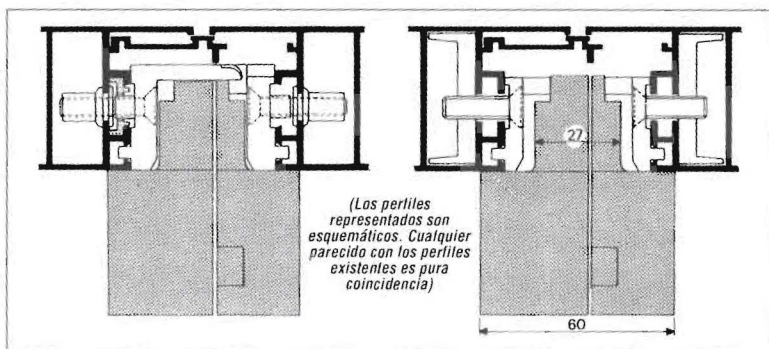 27
(Los perfiles
representados son
esquemáticos. Cualquier
parecido con los perfiles
existentes es pura
coincidencia)
60